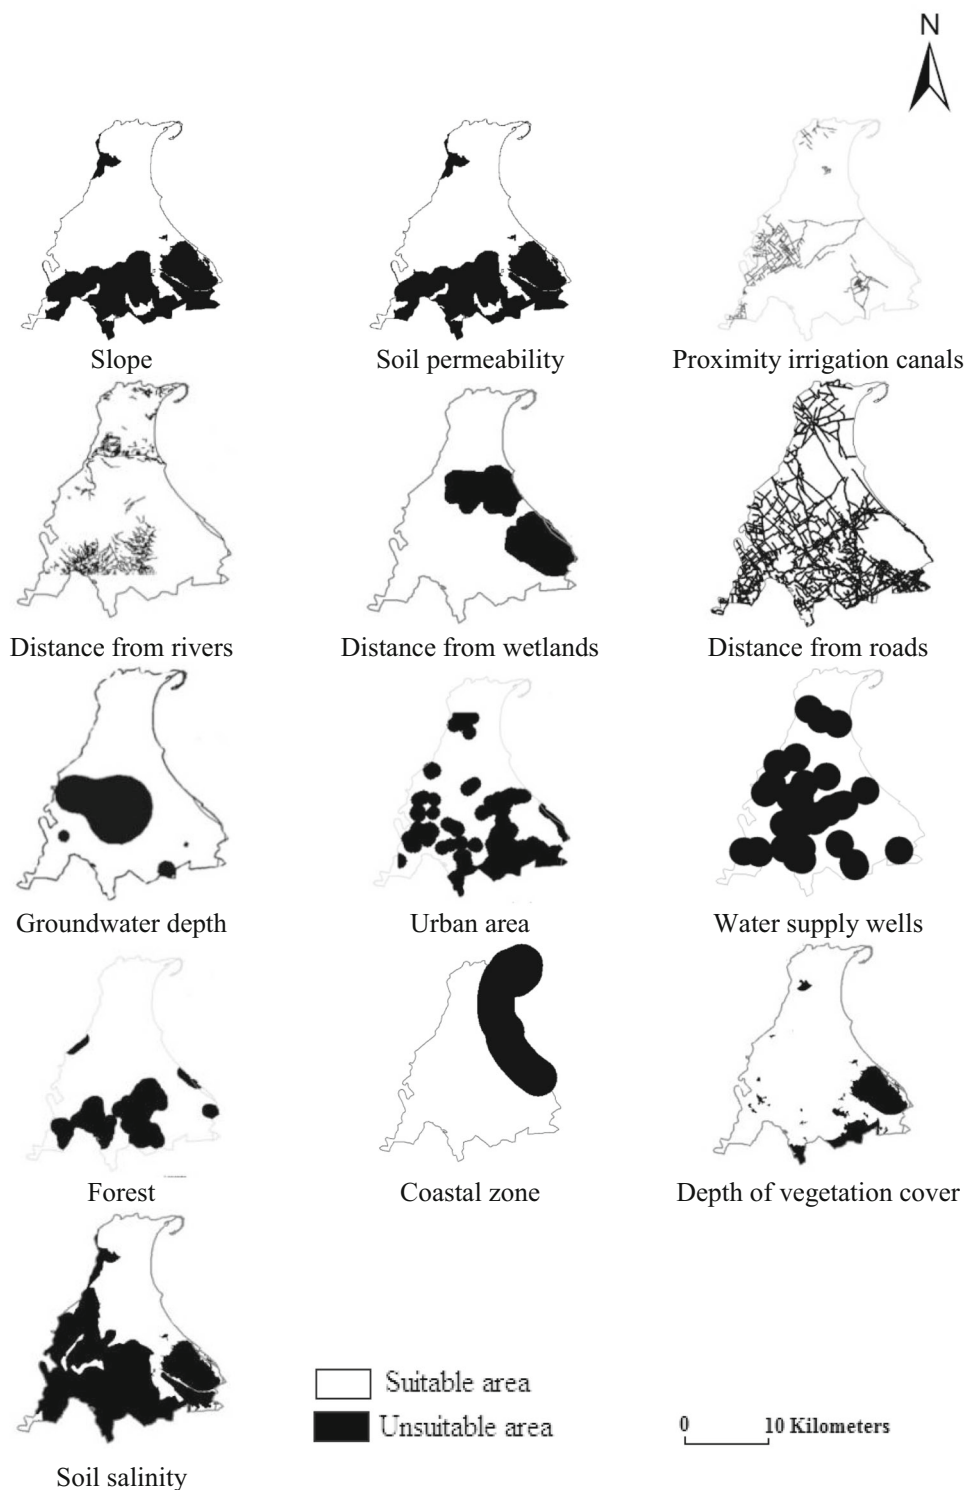 N
Slope
Soil permeability
Proximity irrigation canals
Distance from rivers
Distance from wetlands
Distance from roads
Groundwater depth
Urban area
Water supply wells
Forest
Coastal zone
Depth of vegetation cover
Suitable area
Unsuitable area
0 10 Kilometers
Soil salinity